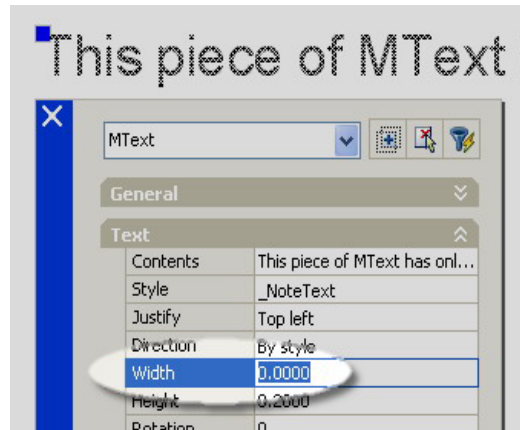 This piece of MText
MText
General
Text
Contents This piece of MText has onl...
Style _NoteText
Justify Top left
Direction By style
Width 0.0000
Height 0.2000
Rotation 0